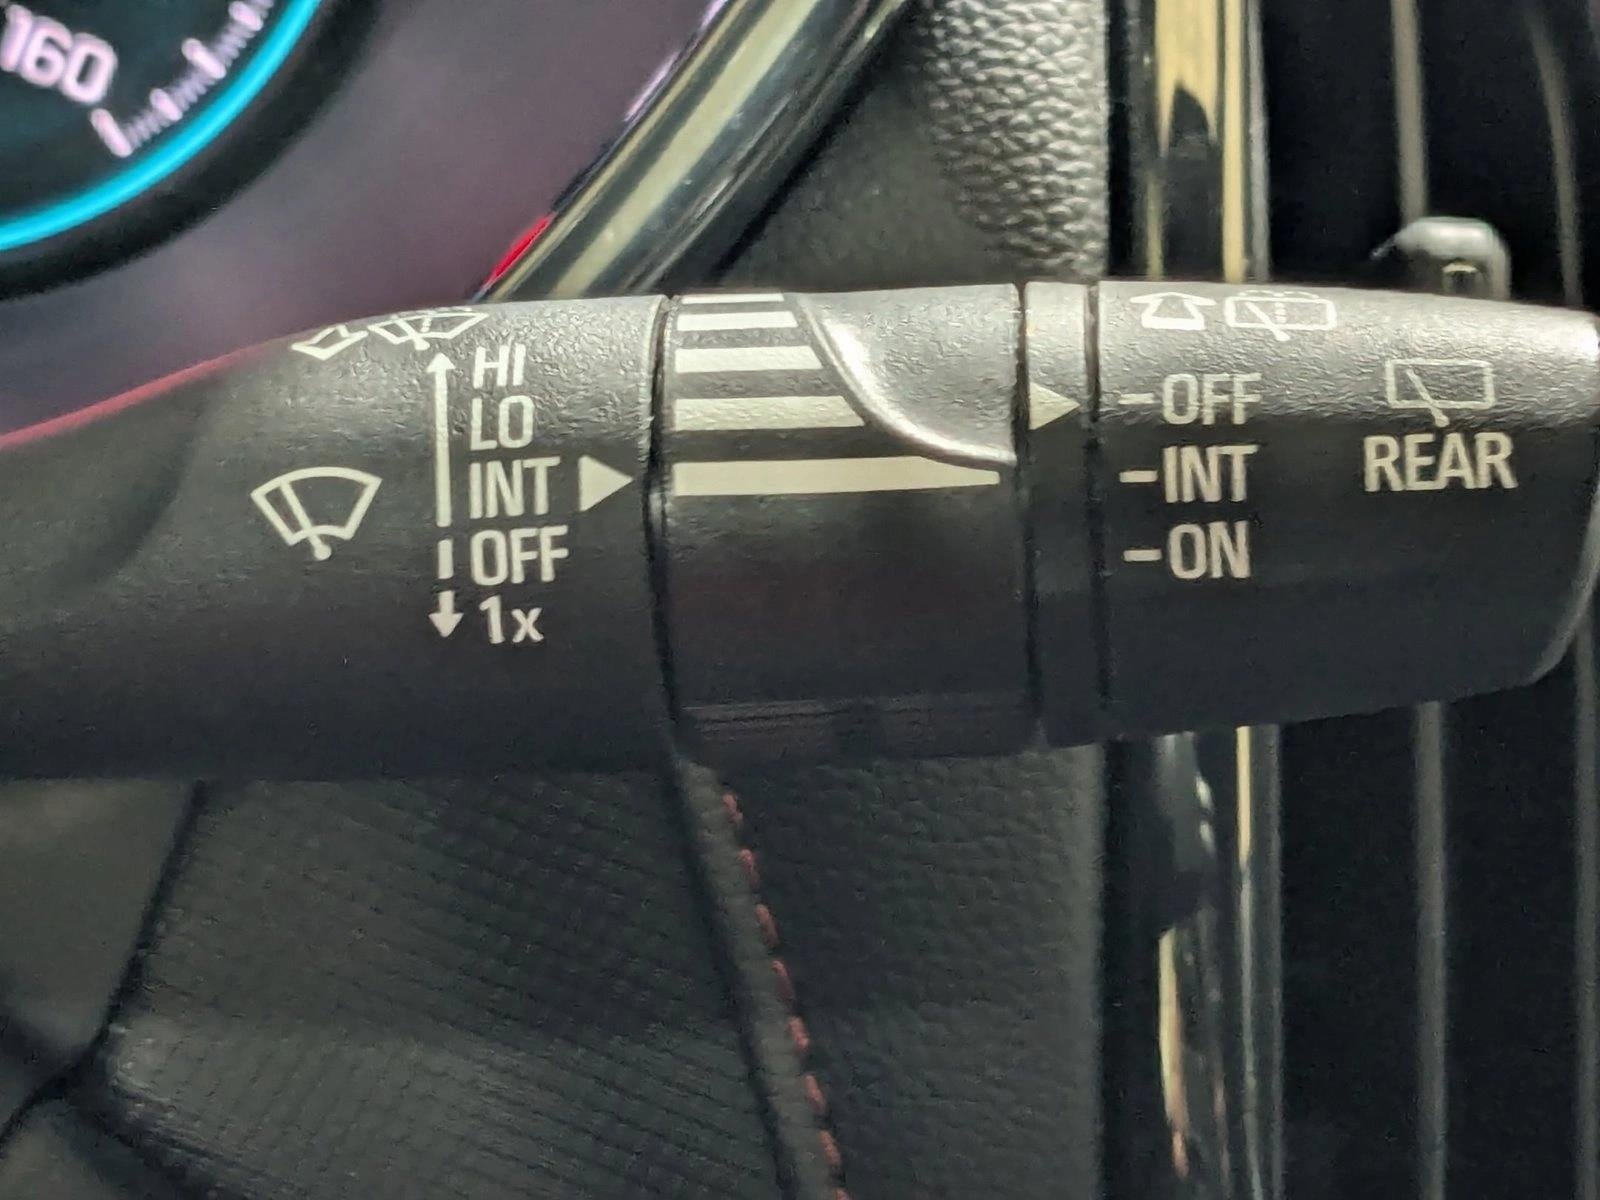 160
HI
LO
INT
OFF
1x
-OFF
-INT
-ON
REAR